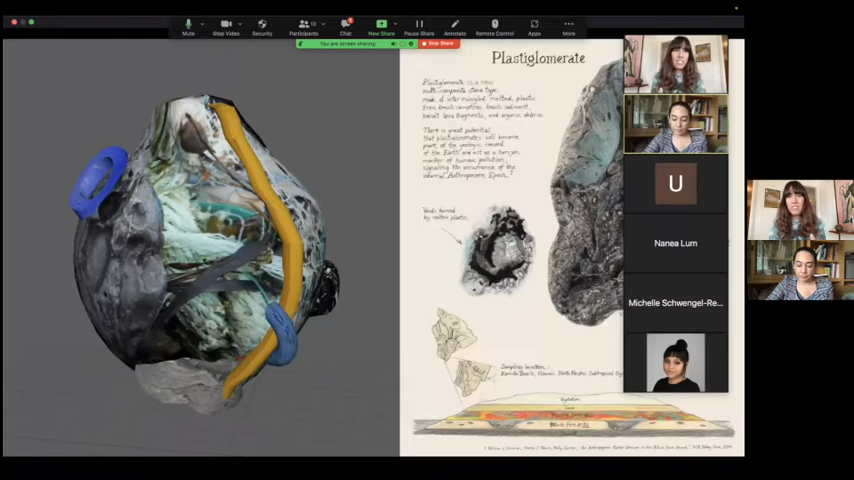 13
Mute
Stop Video
Security
Participants
Chat
New Share
Pause Share
Annotate
Remote Control
Apps
More
You are screen sharing
Stop Share
Plastiglomerate
Plastiglomerate is a new
multi-composite stone type
made of intermingled, melted, plastic
from beach campfires, beach sediment,
basalt lava fragments, and organic debris.
There is great potential
that plastiglomerates will become
part of the geologic record
of the Earth and act as a horizon
marker of human pollution,
signaling the occurrence of the
informal "Anthropocene Epoch."
Voids formed
by molten plastic
Sampling location:
Kamilo Beach, Hawaii, North Pacific Subtropical
Vegetation
Sand
U
Nanea Lum
Michelle Schwengel-Re...